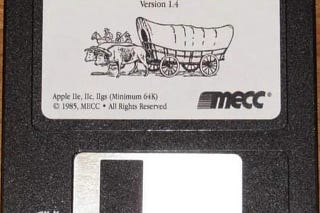 Version 1.4
Apple IIe, IIc, IIgs (Minimum 64K)
© 1985, MECC • All Rights Reserved
mecc®